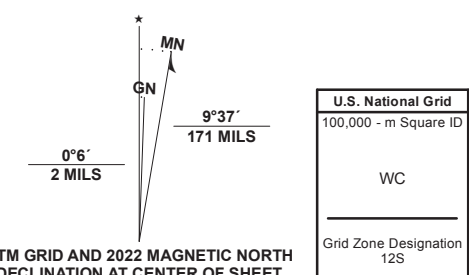 ★
MN
GN
9°37´
171 MILS
0°6´
2 MILS
TM GRID AND 2022 MAGNETIC NORTH
DECLINATION AT CENTER OF SHEET
U.S. National Grid
100,000 - m Square ID
WC
Grid Zone Designation
12S